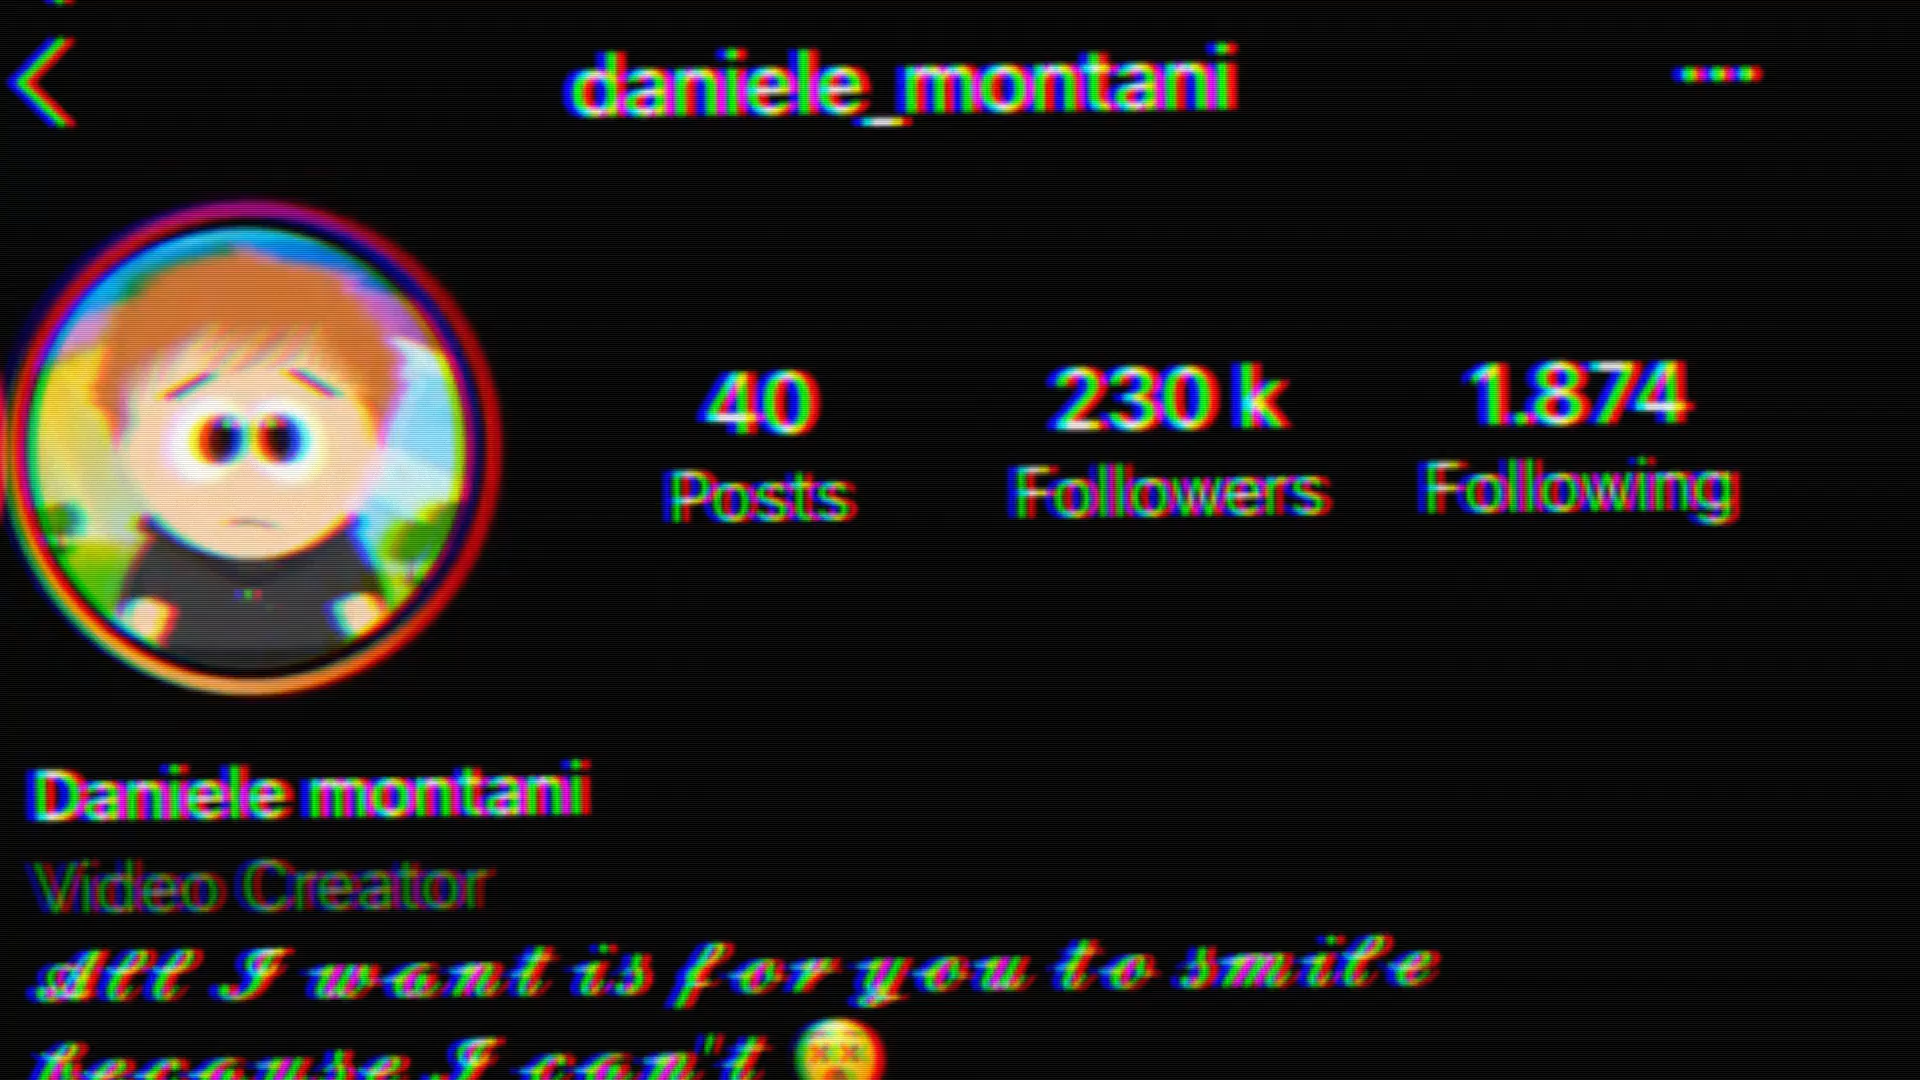 daniele_montani
40 230 k 1.874
Posts Followers Following
Daniele montani
Video Creator
All I want is for you to smile
because I can't 😵